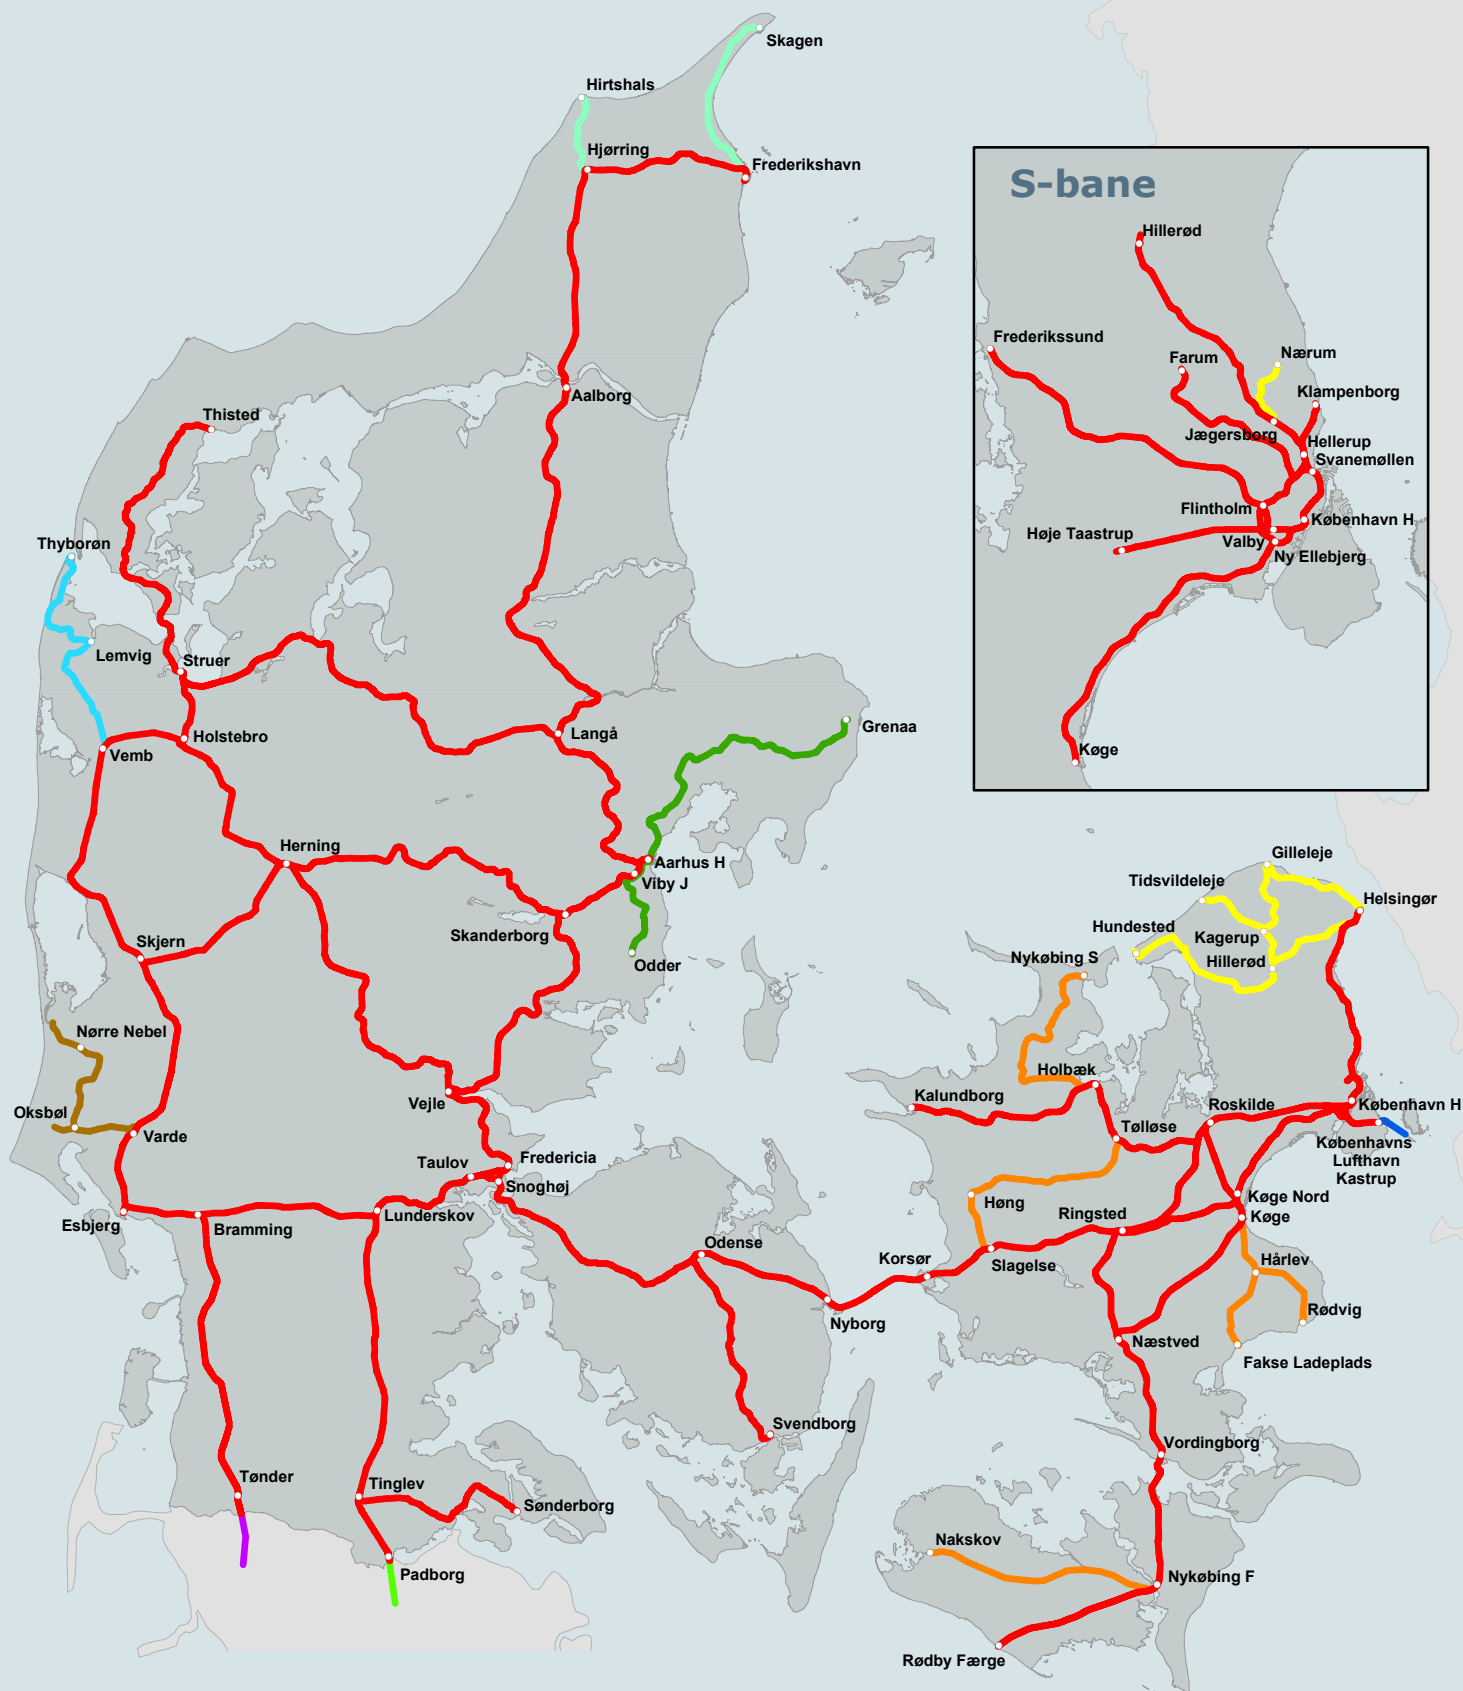 Skagen
Hirtshals
Hjørring
Frederikshavn
Aalborg
Thisted
Thyborøn
Lemvig
Struer
Holstebro
Vemb
Langå
Grenaa
Herning
Aarhus H
Viby J
Skanderborg
Odder
Skjern
Nørre Nebel
Oksbøl
Varde
Vejle
Taulov
Fredericia
Snoghøj
Esbjerg
Bramming
Lunderskov
Odense
Nyborg
Svendborg
Tønder
Tinglev
Sønderborg
Padborg
S-bane
Hillerød
Frederikssund
Farum
Nærum
Klampenborg
Jægersborg
Hellerup
Svanemøllen
Flintholm
København H
Høje Taastrup
Valby
Ny Ellebjerg
Køge
Gilleleje
Tidsvildeleje
Helsingør
Hundested
Kagerup
Hillerød
Nykøbing S
Holbæk
Kalundborg
Roskilde
København H
Tølløse
Københavns
Lufthavn
Kastrup
Høng
Køge Nord
Ringsted
Køge
Korsør
Slagelse
Hårlev
Rødvig
Næstved
Fakse Ladeplads
Vordingborg
Nakskov
Nykøbing F
Rødby Færge